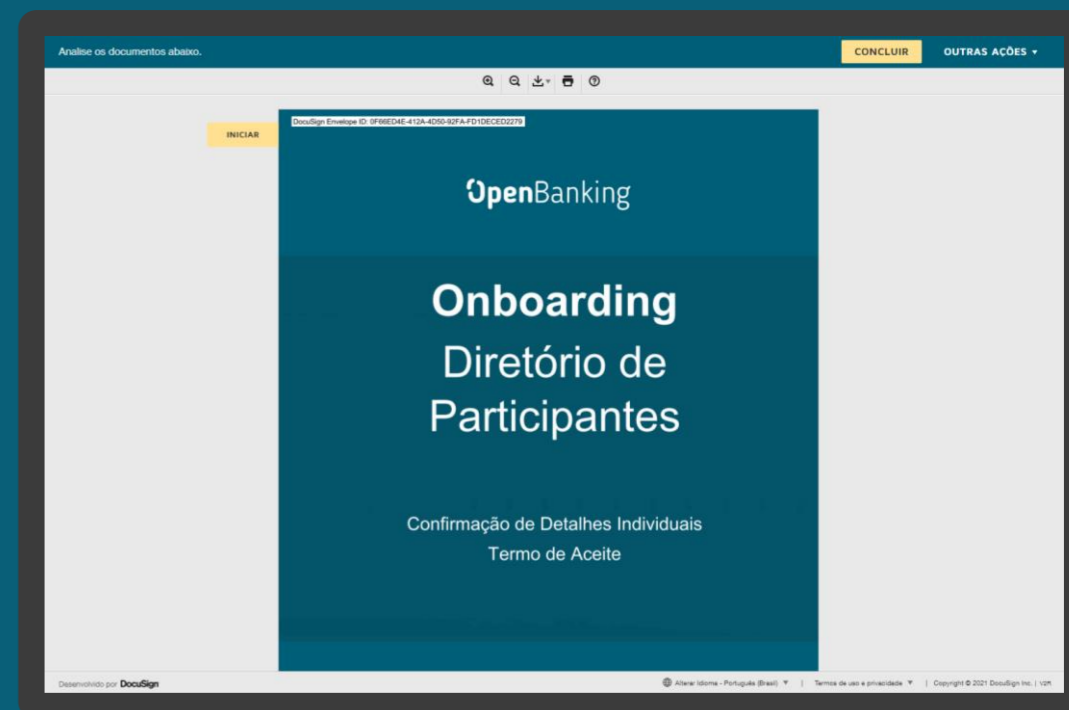 Analise os documentos abaixo.
CONCLUIR
OUTRAS AÇÕES
INICIAR
DocuSign Envelope ID: 0F66ED4E-412A-4D50-92FA-FD1DECED2279
OpenBanking
Onboarding
Diretório de
Participantes
Confirmação de Detalhes Individuais
Termo de Aceite
Desenvolvido por DocuSign
Alterar Idioma - Português (Brasil)
Termos de uso e privacidade
Copyright © 2021 DocuSign Inc. | V2R